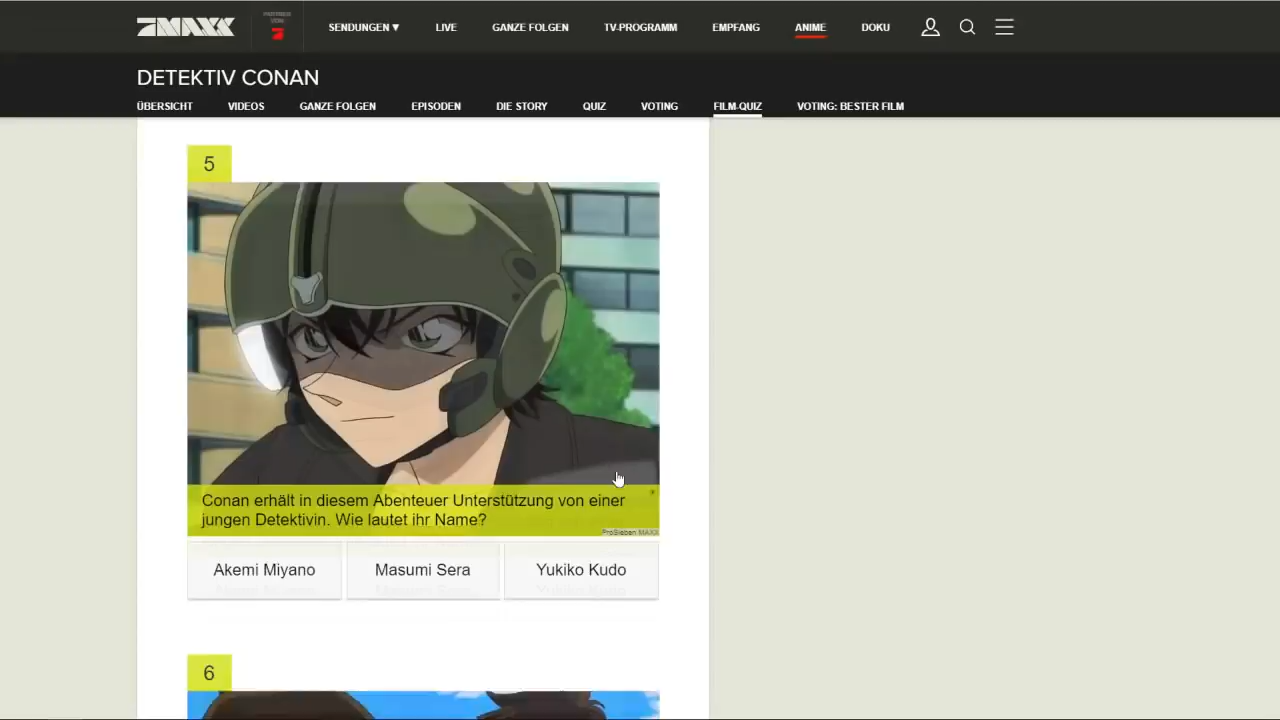 7MAXX
SENDUNGEN ▼
LIVE
GANZE FOLGEN
TV-PROGRAMM
EMPFANG
ANIME
DOKU
DETEKTIV CONAN
ÜBERSICHT
VIDEOS
GANZE FOLGEN
EPISODEN
DIE STORY
QUIZ
VOTING
FILM-QUIZ
VOTING: BESTER FILM
5
Conan erhält in diesem Abenteuer Unterstützung von einer
jungen Detektivin. Wie lautet ihr Name?
ProSieben MAXX
Akemi Miyano
Masumi Sera
Yukiko Kudo
6